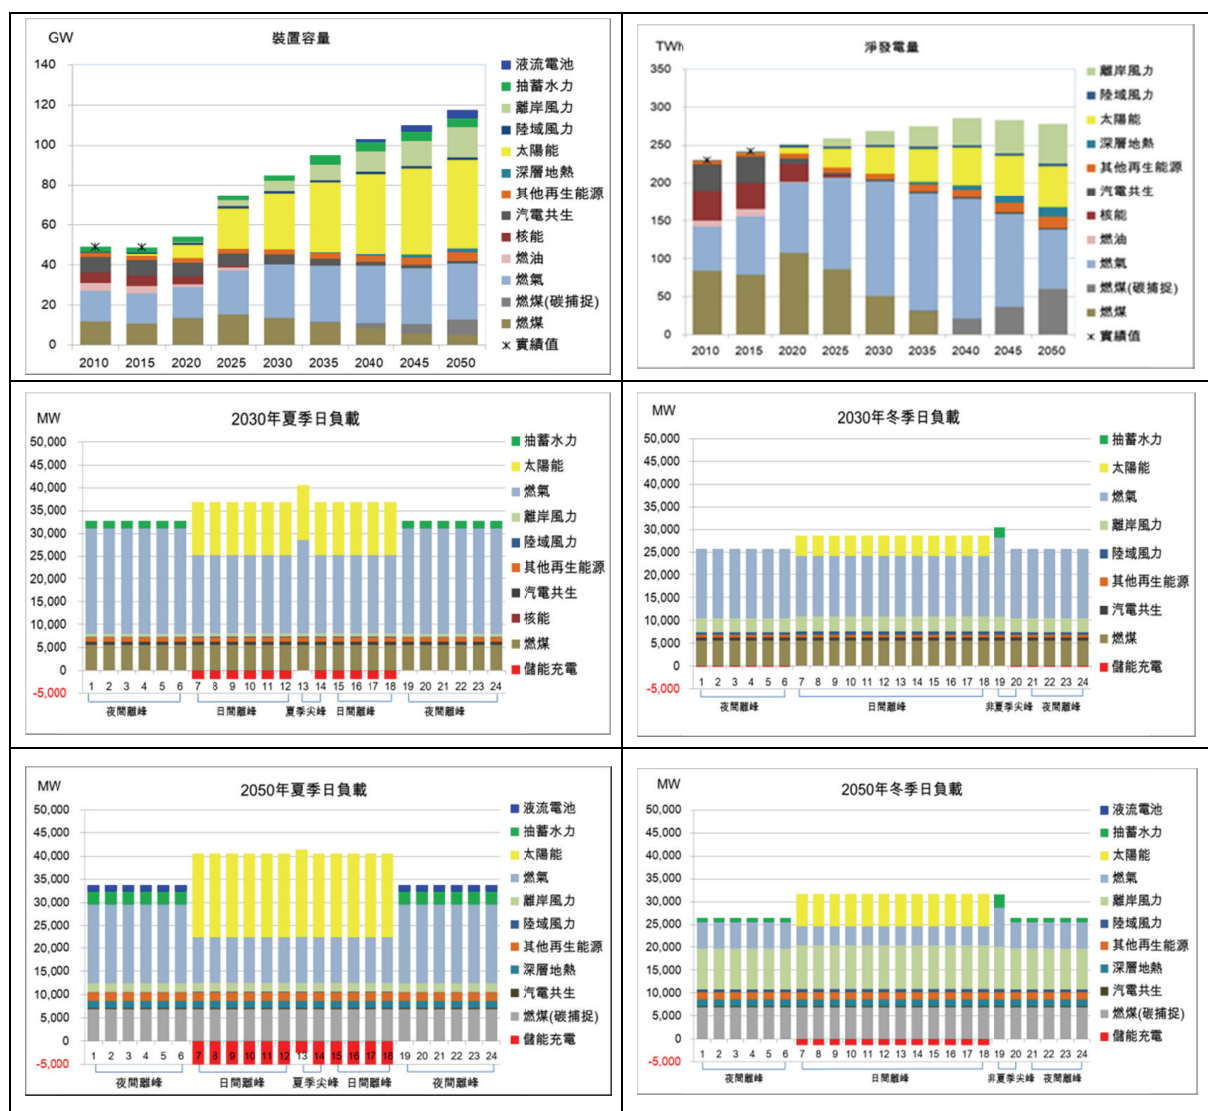 GW
裝置容量
140
120
100
80
60
40
20
0
2010 2015 2020 2025 2030 2035 2040 2045 2050
液流電池
抽蓄水力
離岸風力
陸域風力
太陽能
深層地熱
其他再生能源
汽電共生
核能
燃油
燃氣
燃煤(碳捕捉)
燃煤
實績值
TWh
淨發電量
350
300
250
200
150
100
50
0
2010 2015 2020 2025 2030 2035 2040 2045 2050
離岸風力
陸域風力
太陽能
深層地熱
其他再生能源
汽電共生
核能
燃油
燃氣
燃煤(碳捕捉)
燃煤
實績值
MW
2030年夏季日負載
50,000
45,000
40,000
35,000
30,000
25,000
20,000
15,000
10,000
5,000
0
-5,000
1 2 3 4 5 6 7 8 9 10 11 12 13 14 15 16 17 18 19 20 21 22 23 24
夜間離峰 日間離峰 夏季尖峰 日間離峰 夜間離峰
抽蓄水力
太陽能
燃氣
離岸風力
陸域風力
其他再生能源
汽電共生
核能
燃煤
儲能充電
MW
2030年冬季日負載
50,000
45,000
40,000
35,000
30,000
25,000
20,000
15,000
10,000
5,000
0
-5,000
1 2 3 4 5 6 7 8 9 10 11 12 13 14 15 16 17 18 19 20 21 22 23 24
夜間離峰 日間離峰 非夏季尖峰 夜間離峰
抽蓄水力
太陽能
燃氣
離岸風力
陸域風力
其他再生能源
汽電共生
燃煤
儲能充電
MW
2050年夏季日負載
50,000
45,000
40,000
35,000
30,000
25,000
20,000
15,000
10,000
5,000
0
-5,000
1 2 3 4 5 6 7 8 9 10 11 12 13 14 15 16 17 18 19 20 21 22 23 24
夜間離峰 日間離峰 夏季尖峰 日間離峰 夜間離峰
液流電池
抽蓄水力
太陽能
燃氣
離岸風力
陸域風力
其他再生能源
深層地熱
汽電共生
燃煤(碳捕捉)
儲能充電
MW
2050年冬季日負載
50,000
45,000
40,000
35,000
30,000
25,000
20,000
15,000
10,000
5,000
0
-5,000
1 2 3 4 5 6 7 8 9 10 11 12 13 14 15 16 17 18 19 20 21 22 23 24
夜間離峰 日間離峰 非夏季尖峰 夜間離峰
液流電池
抽蓄水力
太陽能
燃氣
離岸風力
陸域風力
其他再生能源
深層地熱
汽電共生
燃煤(碳捕捉)
儲能充電